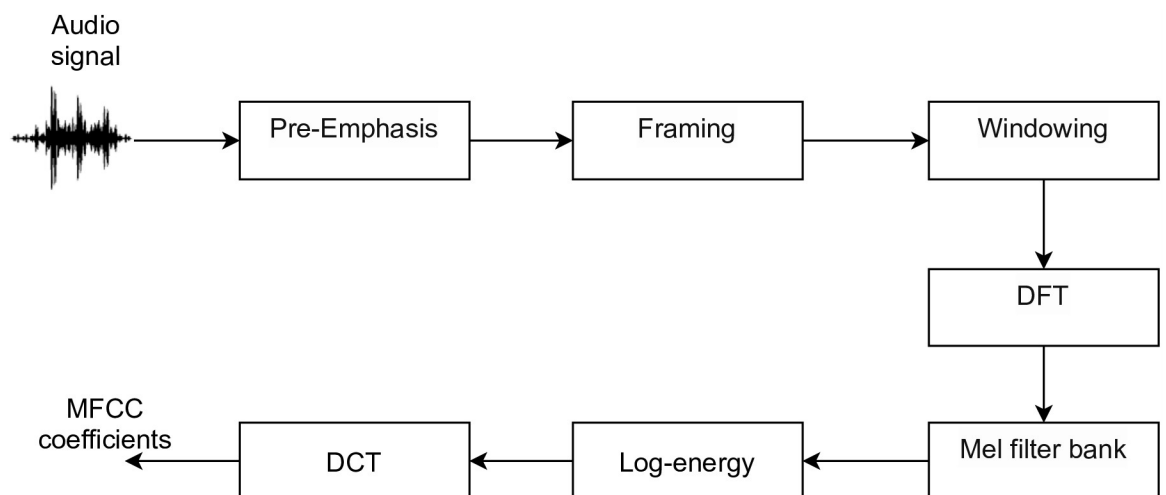 Audio
signal
Pre-Emphasis
Framing
Windowing
DFT
Mel filter bank
Log-energy
DCT
MFCC
coefficients